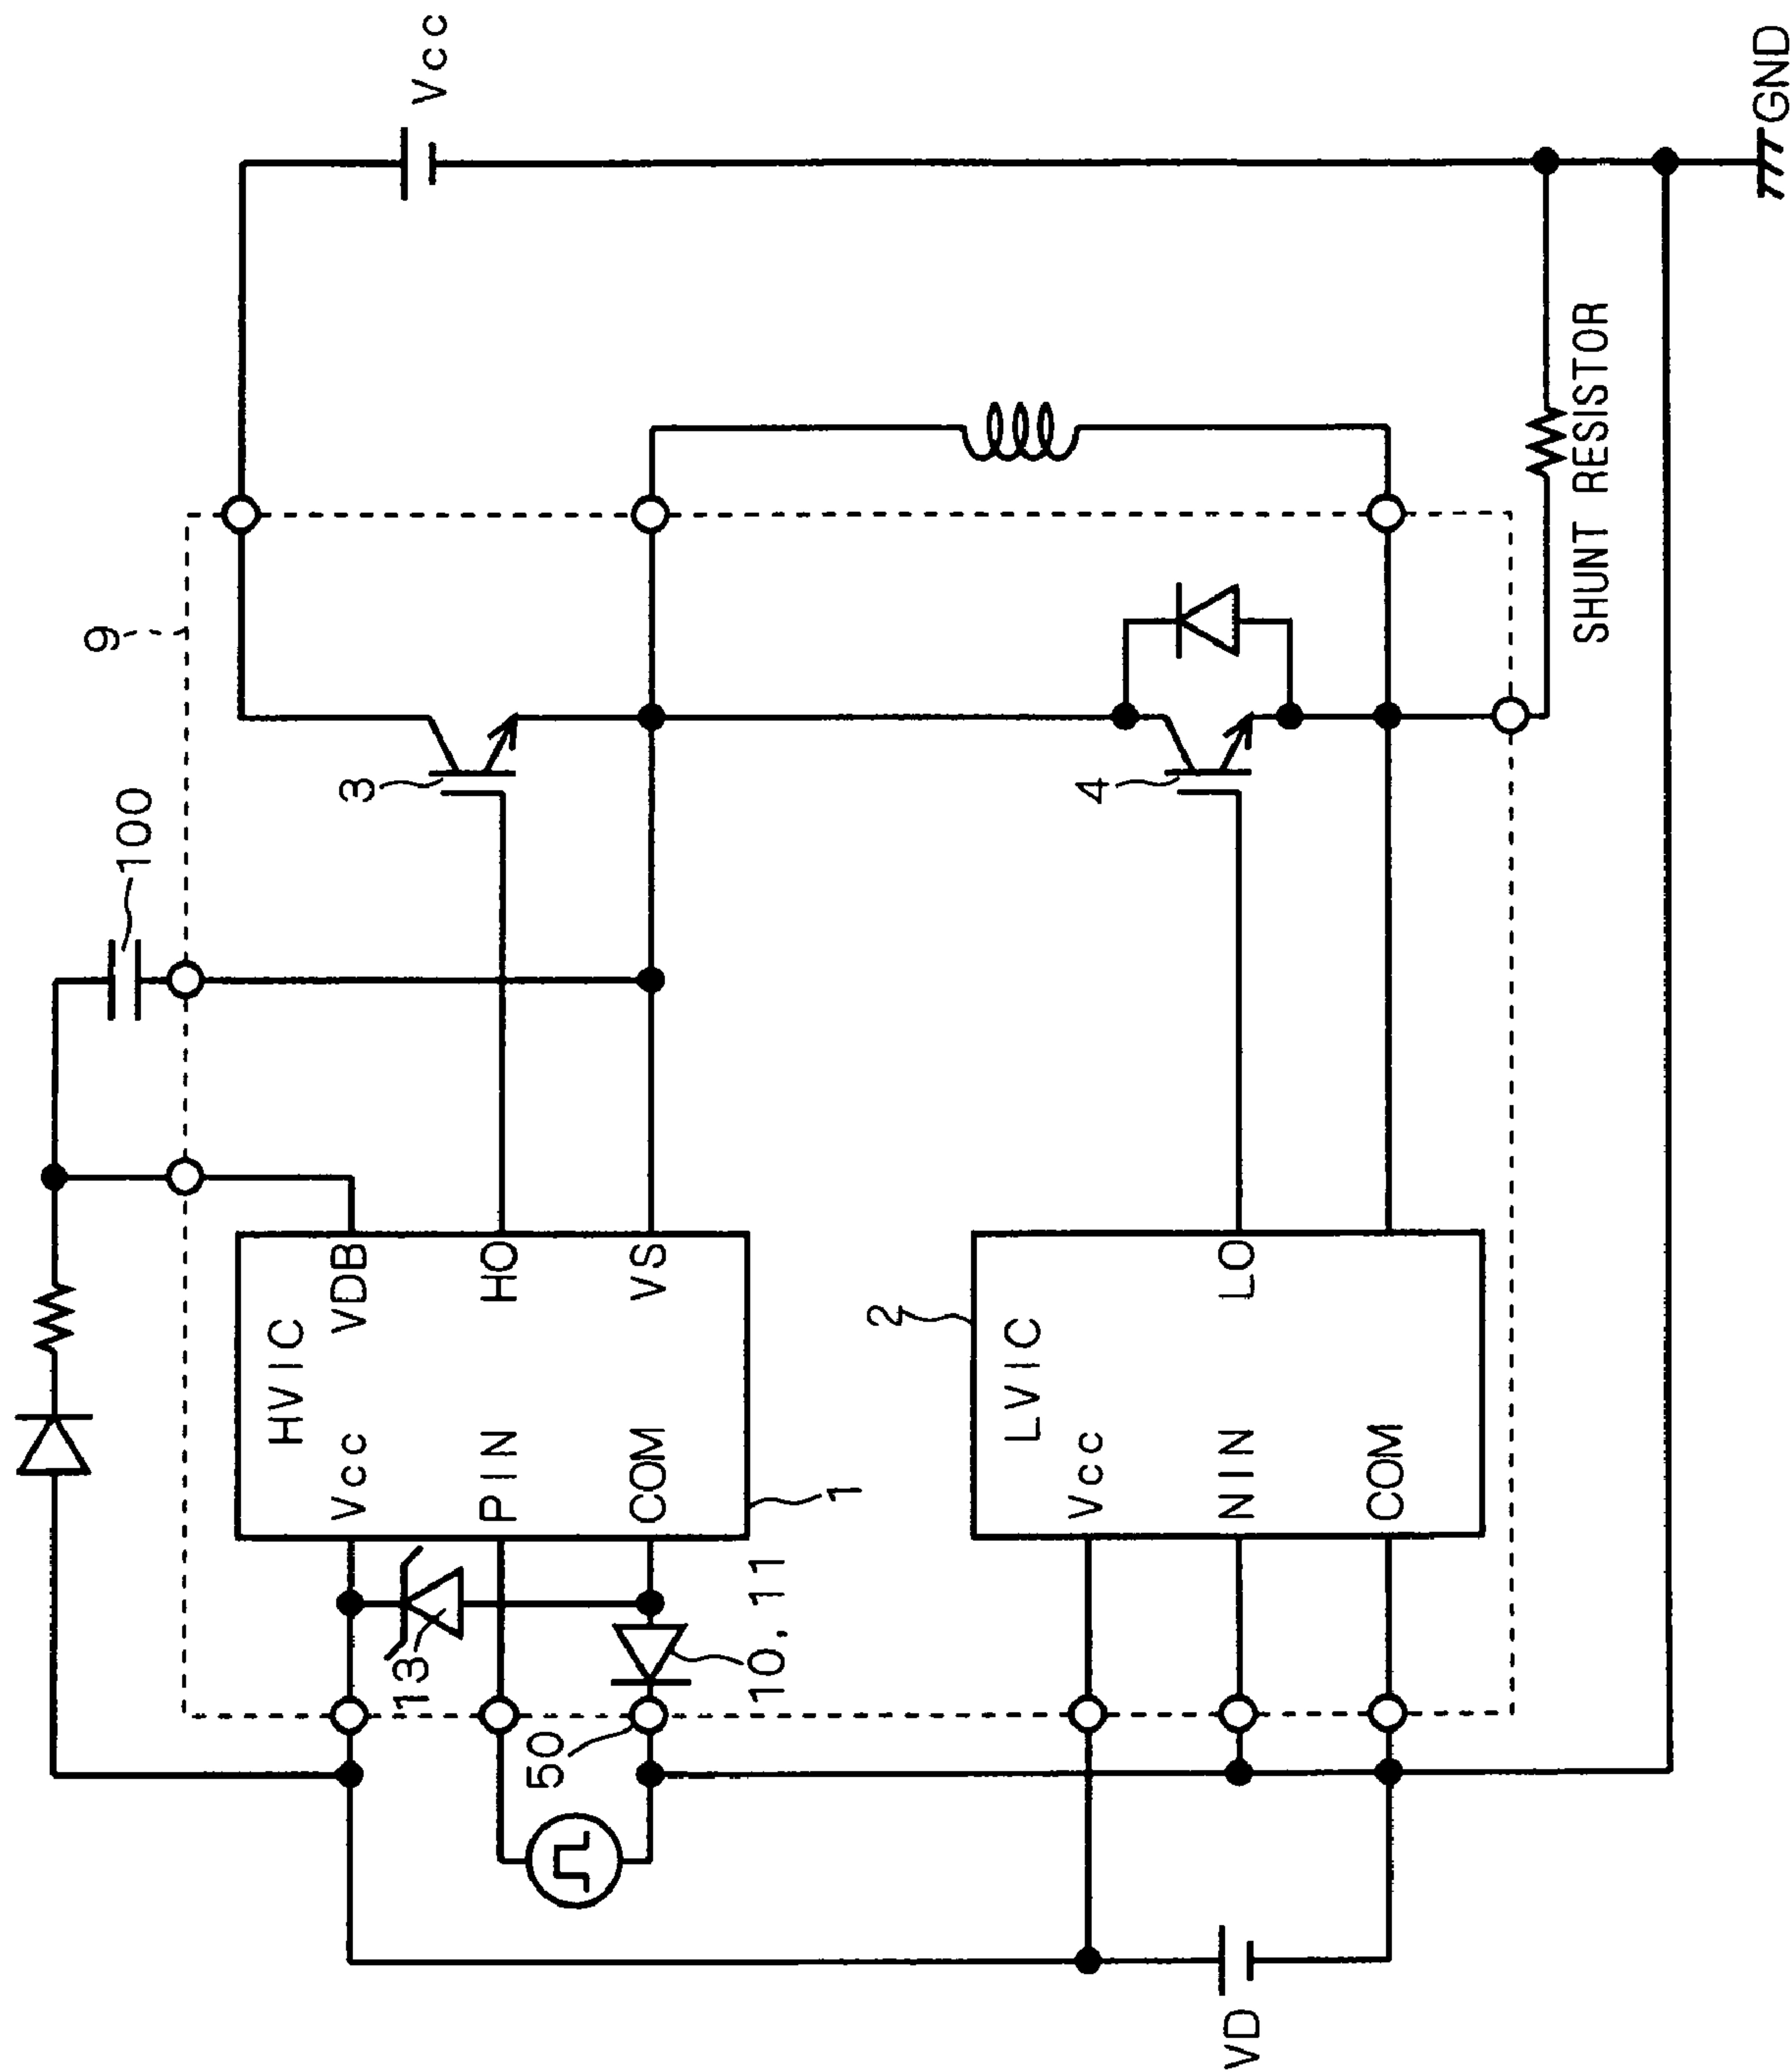 Vcc
GND
9
100
3
4
SHUNT RESISTOR
HVIC
VDB
HO
VS
Vcc
PIN
COM
1
2
LVIC
LO
Vcc
NIN
COM
13
10, 11
50
VD